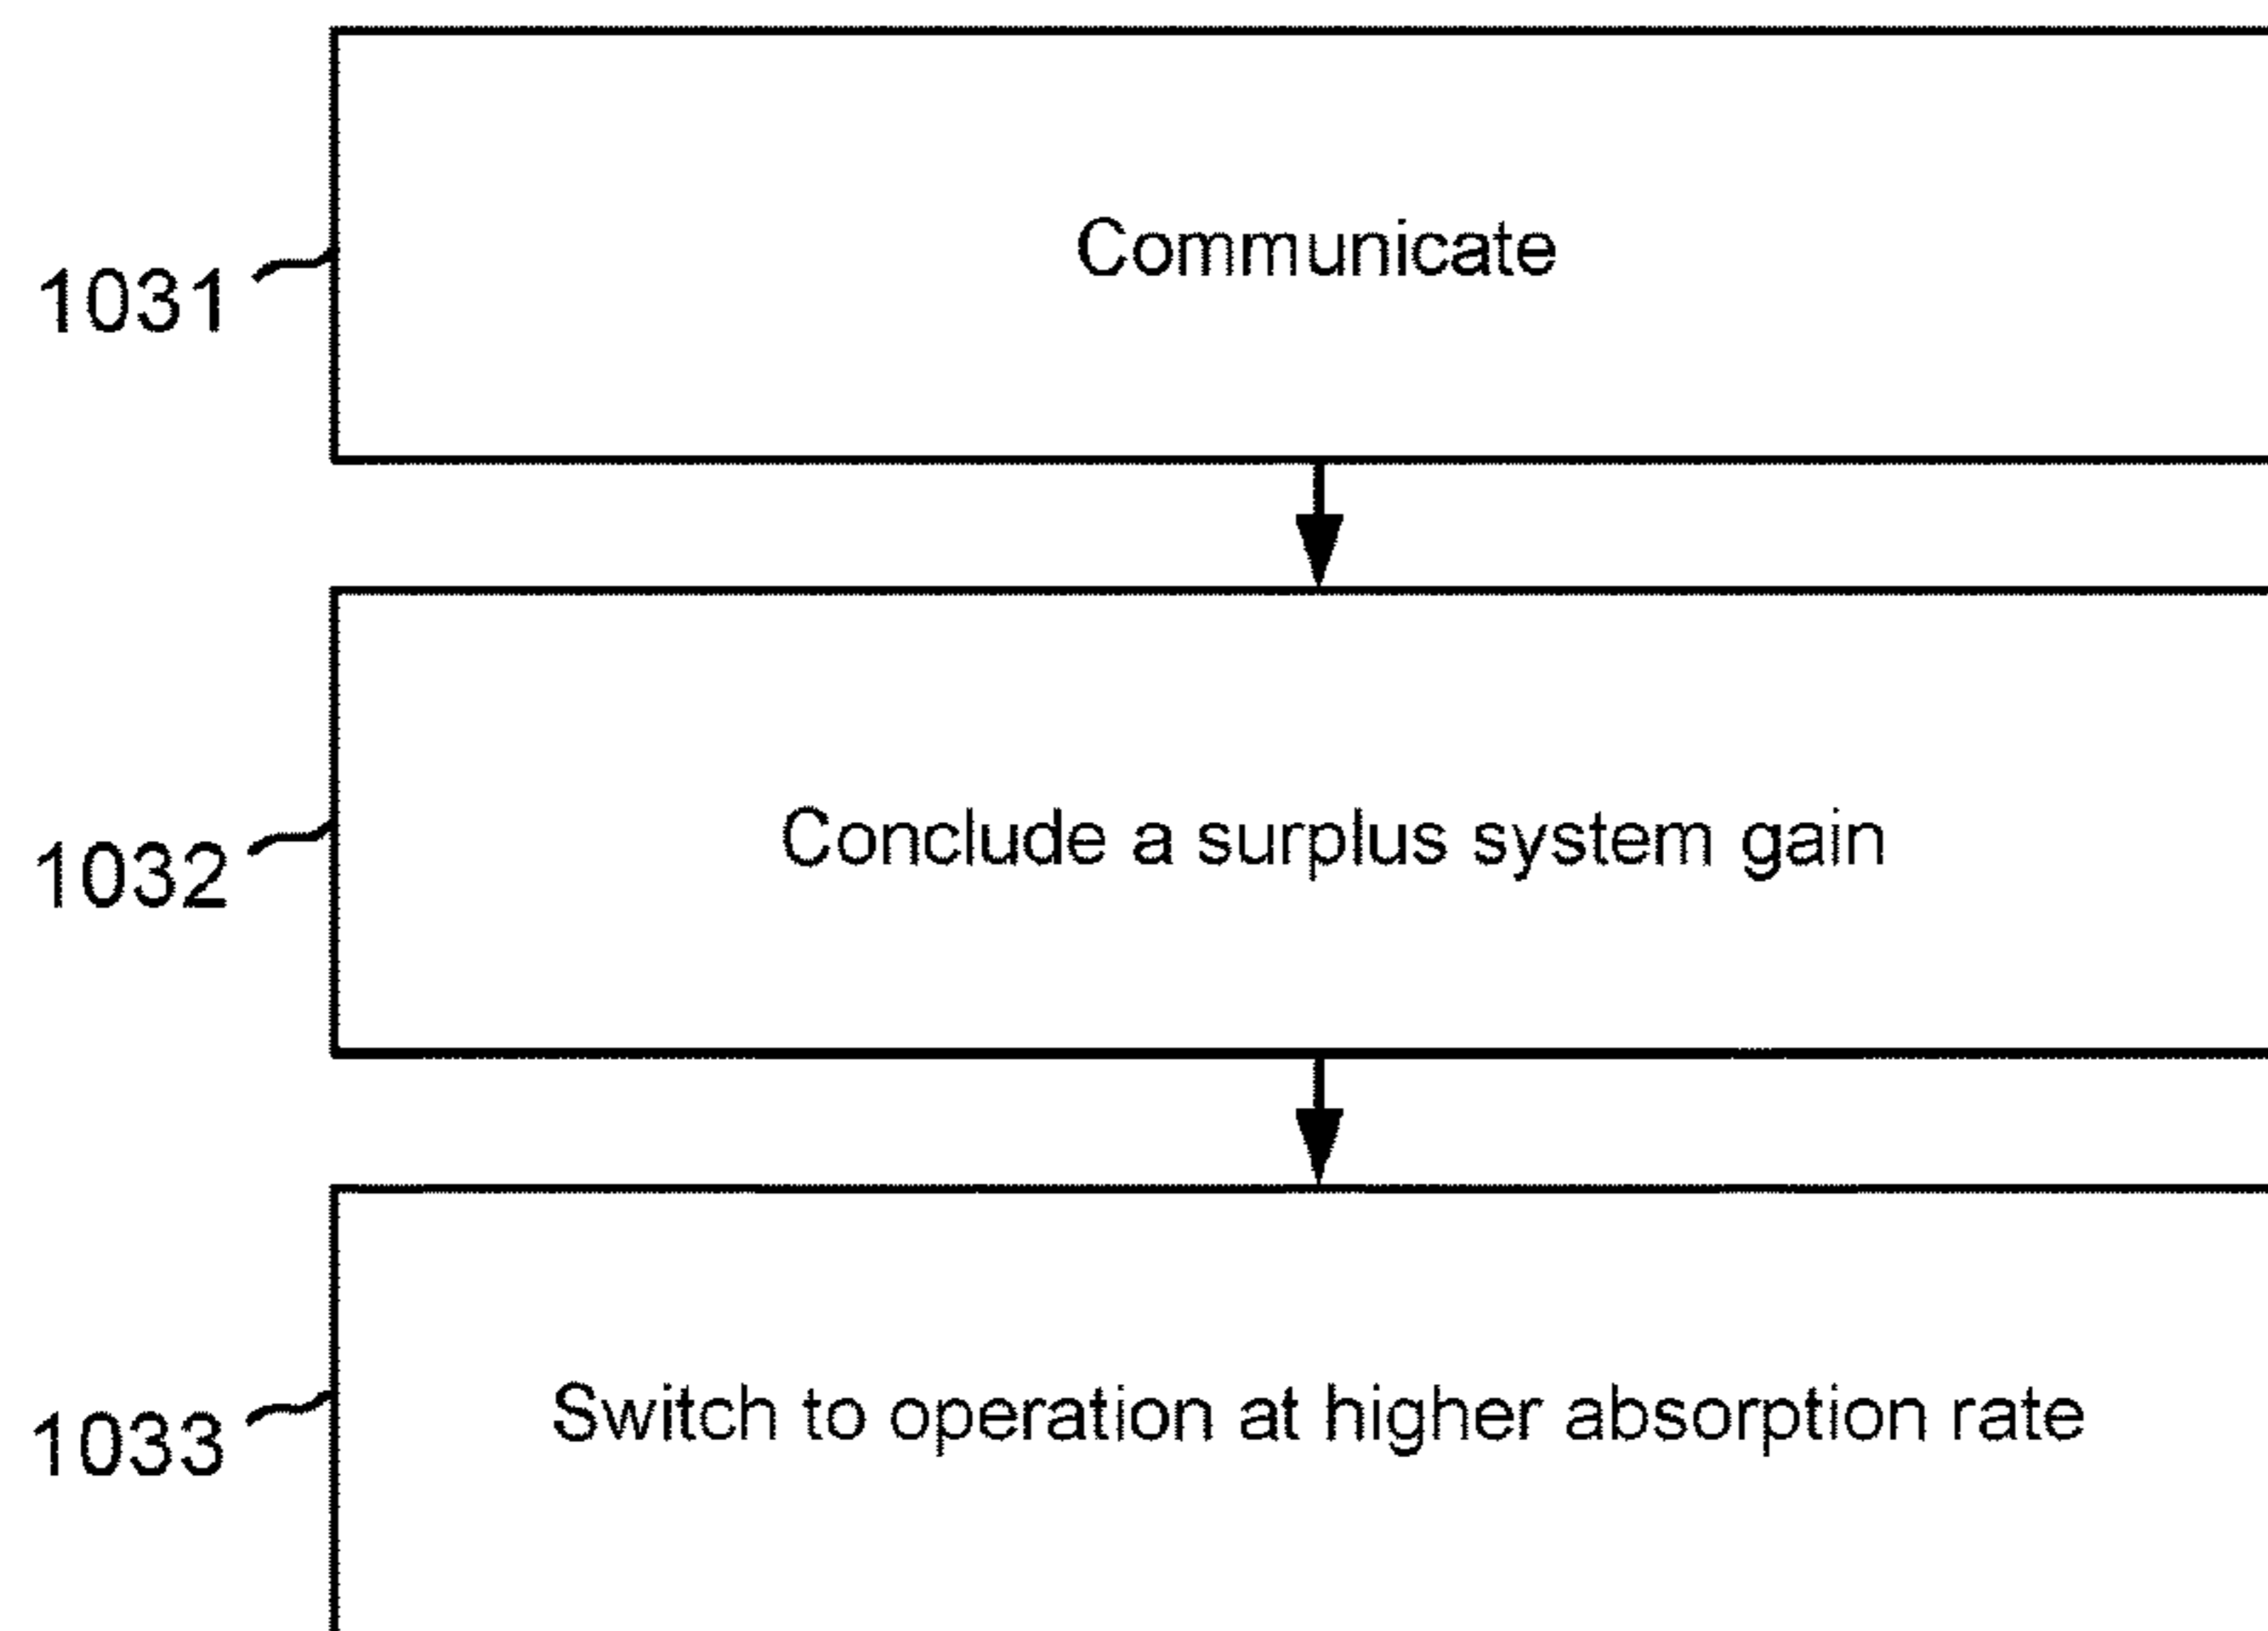 Communicate
1031
Conclude a surplus system gain
1032
Switch to operation at higher absorption rate
1033